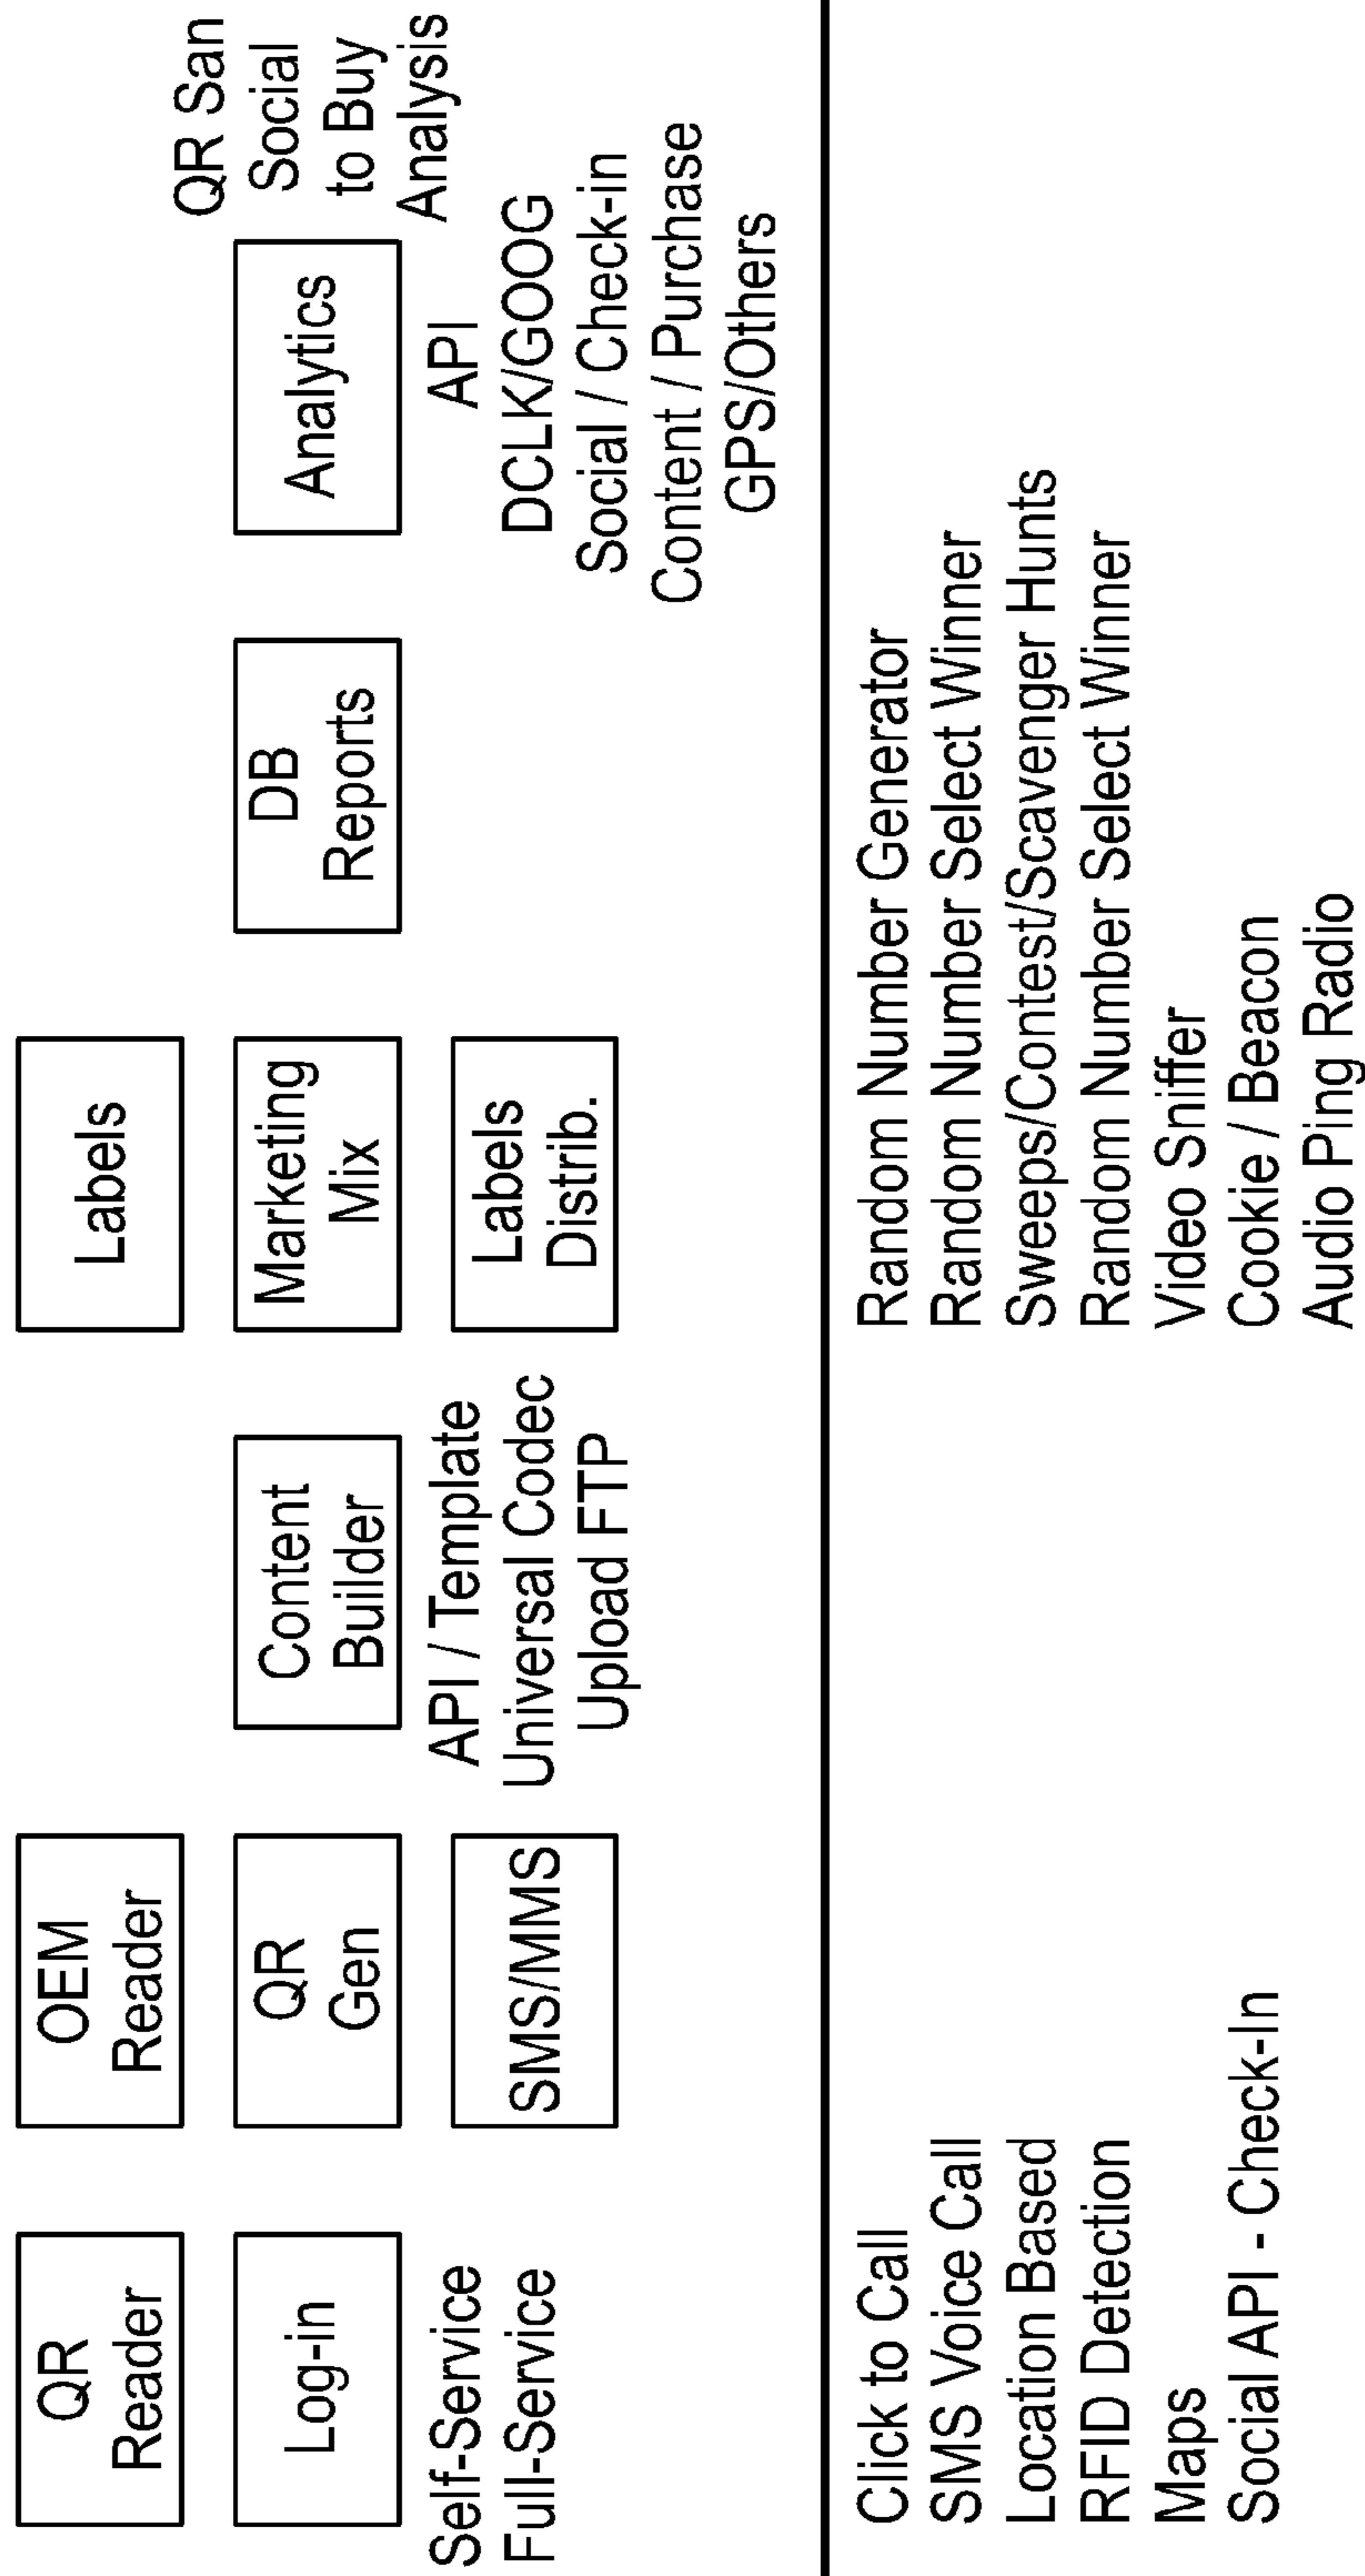 QR
Reader
Log-in
Self-Service
Full-Service
OEM
Reader
QR
Gen
SMS/MMS
Content
Builder
API / Template
Universal Codec
Upload FTP
Labels
Marketing
Mix
Labels
Distrib.
DB
Reports
Analytics
QR San
Social
to Buy
Analysis
API
DCLK/GOOG
Social / Check-in
Content / Purchase
GPS/Others
Click to Call
SMS Voice Call
Location Based
RFID Detection
Maps
Social API - Check-In
Random Number Generator
Random Number Select Winner
Sweeps/Contest/Scavenger Hunts
Random Number Select Winner
Video Sniffer
Cookie / Beacon
Audio Ping Radio